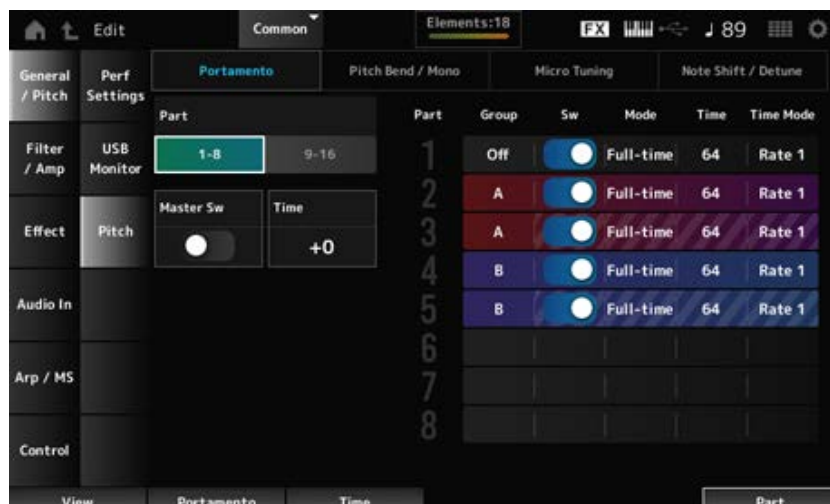 Edit Common Elements:18 FX ♩ 89
General / Pitch
Perf Settings
Filter / Amp
USB Monitor
Effect
Pitch
Audio In
Arp / MS
Control
Portamento Pitch Bend / Mono Micro Tuning Note Shift / Detune
Part
1-8 9-16
Master Sw Time
+0
Part Group Sw Mode Time Time Mode
1 Off Full-time 64 Rate 1
2 A Full-time 64 Rate 1
3 A Full-time 64 Rate 1
4 B Full-time 64 Rate 1
5 B Full-time 64 Rate 1
6
7
8
View Portamento Time Part